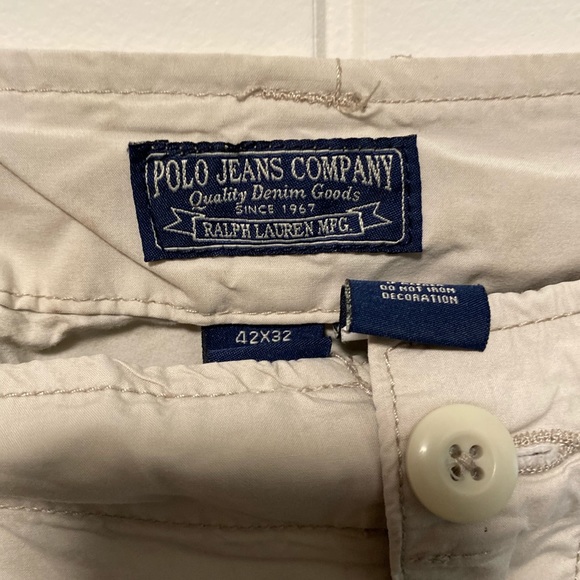 POLO JEANS COMPANY
Quality Denim Goods
SINCE 1967
RALPH LAUREN MFG.
DO NOT IRON
DECORATION
42X32